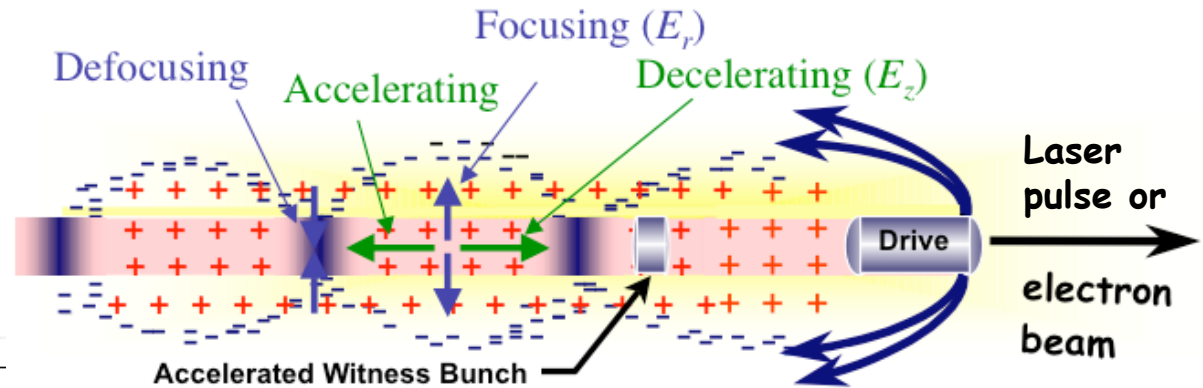 Focusing (E_r)
Defocusing
Accelerating
Decelerating (E_z)
Laser
pulse or
Drive
electron
beam
Accelerated Witness Bunch